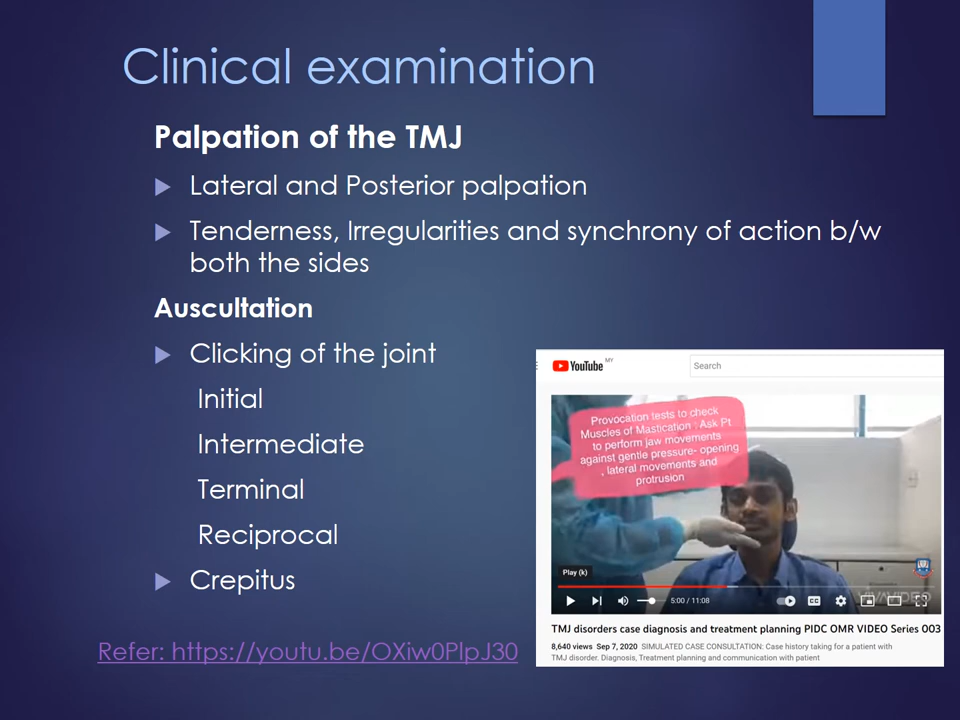 Clinical examination
Palpation of the TMJ
Lateral and Posterior palpation
Tenderness, Irregularities and synchrony of action b/w
both the sides
Auscultation
Clicking of the joint
Initial
Intermediate
Terminal
Reciprocal
Crepitus
Refer: https://youtu.be/OXiw0PlpJ30
YouTube MY
Search
Provocation tests to check
Muscles of Mastication . Ask Pt
to perform jaw movements
against gentle pressure- opening
, lateral movements and
protrusion
Play (k)
VIVAVIDEO
5:00 / 11:08
CC
TMJ disorders case diagnosis and treatment planning PIDC OMR VIDEO Series 003
8,640 views Sep 7, 2020 SIMULATED CASE CONSULTATION: Case history taking for a patient with
TMJ disorder. Diagnosis, Treatment planning and communication with patient